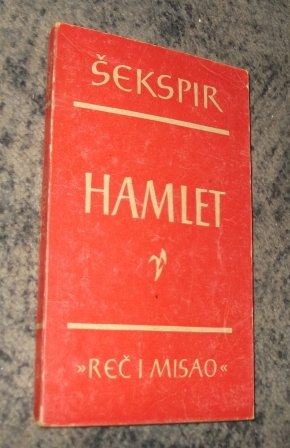 ŠEKSPIR
HAMLET
»REČ I MISAO«